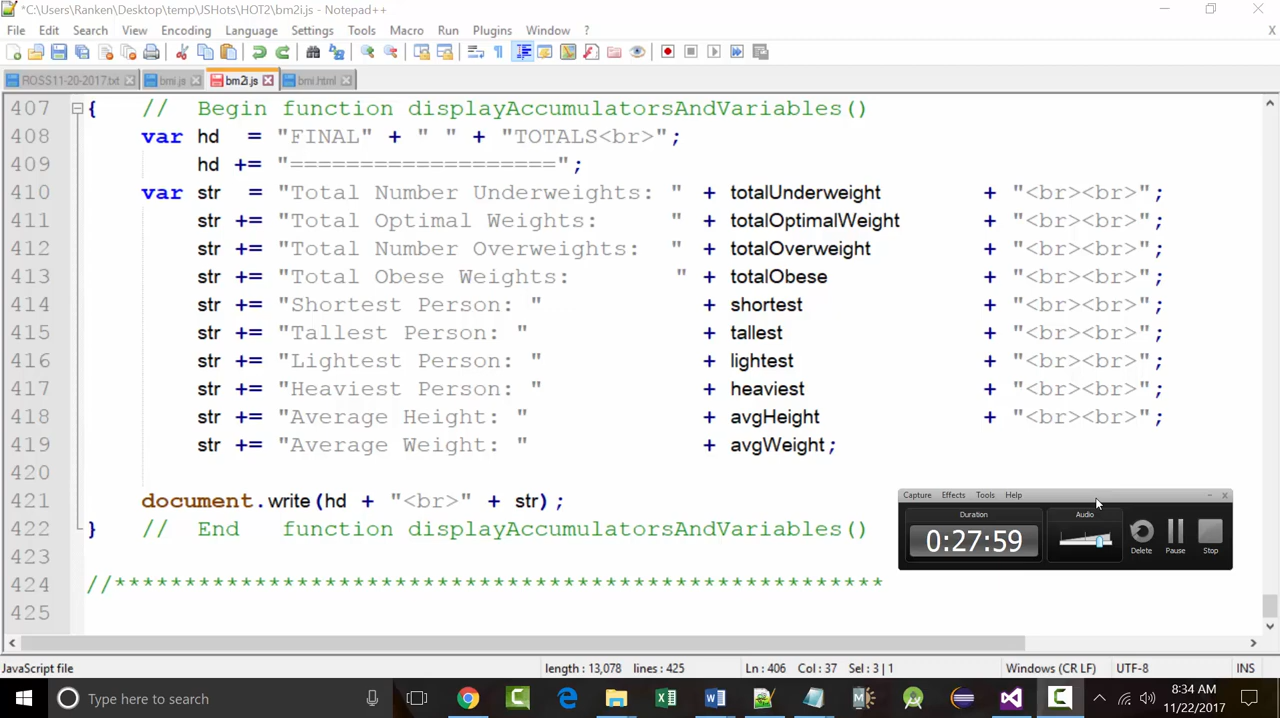 *C:\Users\Ranken\Desktop\temp\JSHots\HOT2\bm2i.js - Notepad++
File Edit Search View Encoding Language Settings Tools Macro Run Plugins Window ? X
ROSS11-20-2017.txt bmi.js bm2i.js bmi.html
407 { // Begin function displayAccumulatorsAndVariables()
408 var hd = "FINAL" + " " + "TOTALS<br>";
409 hd += "===================";
410 var str = "Total Number Underweights: " + totalUnderweight + "<br><br>";
411 str += "Total Optimal Weights: " + totalOptimalWeight + "<br><br>";
412 str += "Total Number Overweights: " + totalOverweight + "<br><br>";
413 str += "Total Obese Weights: " + totalObese + "<br><br>";
414 str += "Shortest Person: " + shortest + "<br><br>";
415 str += "Tallest Person: " + tallest + "<br><br>";
416 str += "Lightest Person: " + lightest + "<br><br>";
417 str += "Heaviest Person: " + heaviest + "<br><br>";
418 str += "Average Height: " + avgHeight + "<br><br>";
419 str += "Average Weight: " + avgWeight;
420
421 document.write(hd + "<br>" + str);
422 } // End function displayAccumulatorsAndVariables()
423
424 //*******************************************************
425
Capture Effects Tools Help
Duration Audio
0:27:59
Delete Pause Stop
JavaScript file length : 13,078 lines : 425 Ln : 406 Col : 37 Sel : 3 | 1 Windows (CR LF) UTF-8 INS
Type here to search
8:34 AM
11/22/2017